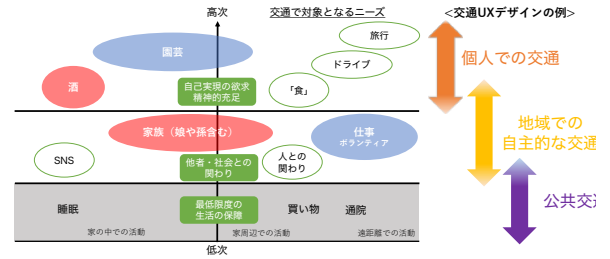 高次
交通で対象となるニーズ
<交通UXデザインの例>
旅行
園芸
個人での交通
ドライブ
酒
自己実現の欲求
精神的充足
「食」
家族（娘や孫含む）
仕事
ボランティア
地域での
自主的な交通
SNS
他者・社会との
関わり
人との
関わり
睡眠
最低限度の
生活の保障
買い物
通院
公共交通
家の中での活動
家周辺での活動
遠距離での活動
低次